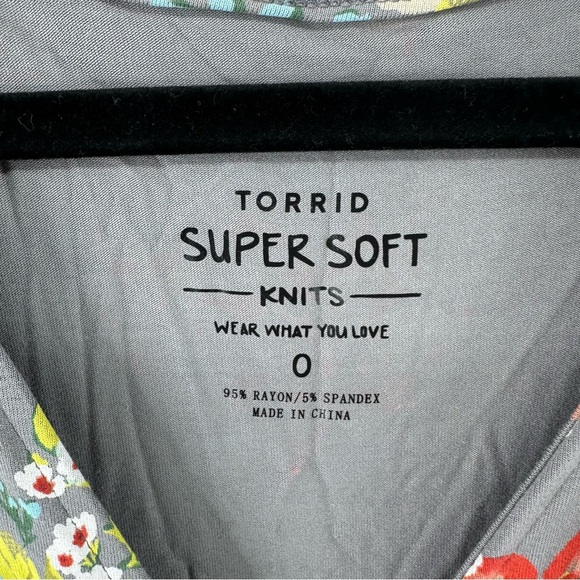 TORRID
SUPER SOFT
KNITS
WEAR WHAT YOU LOVE
0
95% RAYON/5% SPANDEX
MADE IN CHINA